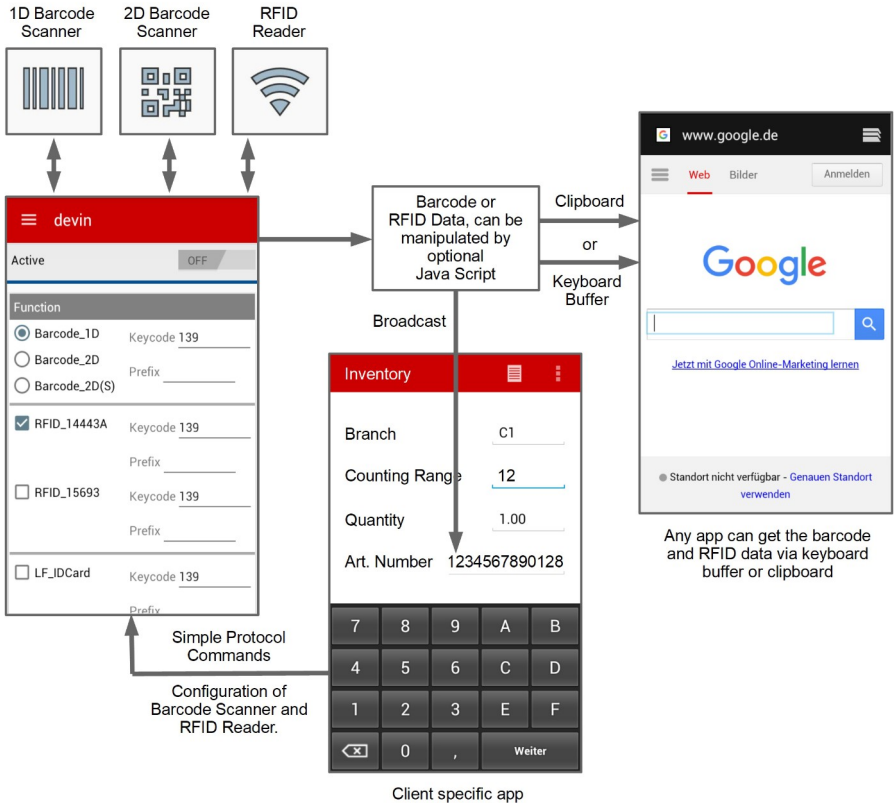 1D Barcode
Scanner
2D Barcode
Scanner
RFID
Reader
devin
Active
OFF
Function
Barcode_1D
Keycode 139
Barcode_2D
Prefix
Barcode_2D(S)
RFID_14443A
Keycode 139
Prefix
RFID_15693
Keycode 139
Prefix
LF_IDCard
Keycode 139
Prefix
Barcode or
RFID Data, can be
manipulated by
optional
Java Script
Clipboard
or
Keyboard
Buffer
Broadcast
G www.google.de
Web
Bilder
Anmelden
Google
Jetzt mit Google Online-Marketing lernen
Standort nicht verfügbar - Genauen Standort
verwenden
Any app can get the barcode
and RFID data via keyboard
buffer or clipboard
Inventory
Branch
C1
Counting Range
12
Quantity
1.00
Art. Number
1234567890128
7 8 9 A B
4 5 6 C D
1 2 3 E F
0 , Weiter
Simple Protocol
Commands
Configuration of
Barcode Scanner and
RFID Reader.
Client specific app